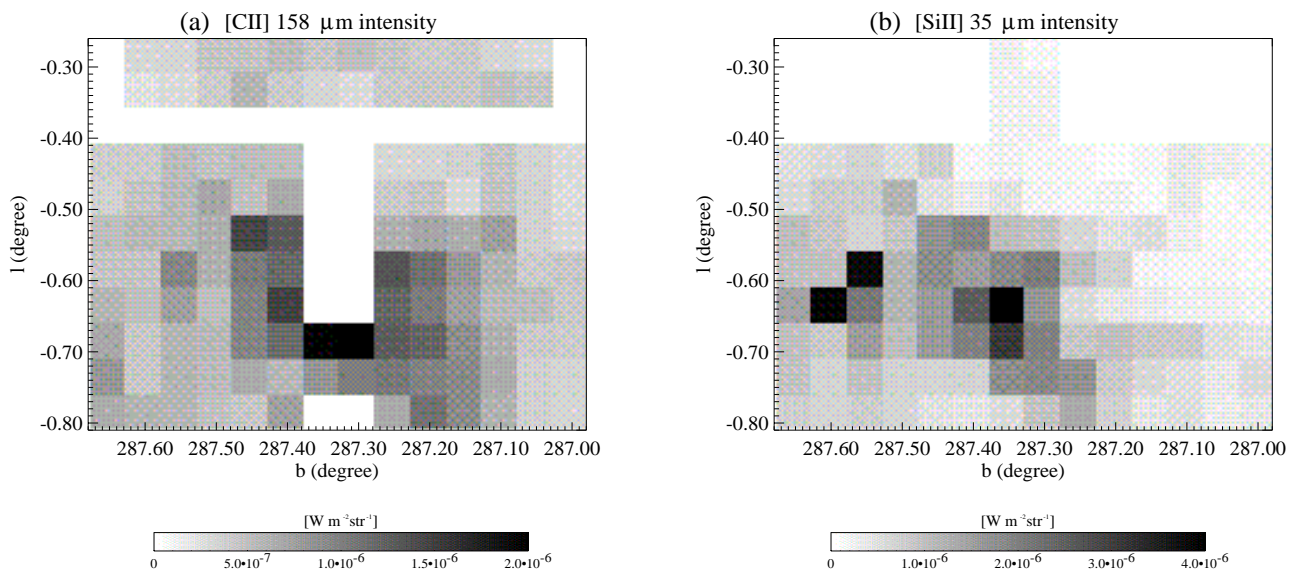 (a) [CII] 158 μm intensity
(b) [SiII] 35 μm intensity
-0.30
-0.40
-0.50
-0.60
-0.70
-0.80
l (degree)
287.60 287.50 287.40 287.30 287.20 287.10 287.00
b (degree)
-0.30
-0.40
-0.50
-0.60
-0.70
-0.80
l (degree)
287.60 287.50 287.40 287.30 287.20 287.10 287.00
b (degree)
[W m⁻²str⁻¹]
0 5.0•10⁻⁷ 1.0•10⁻⁶ 1.5•10⁻⁶ 2.0•10⁻⁶
[W m⁻²str⁻¹]
0 1.0•10⁻⁶ 2.0•10⁻⁶ 3.0•10⁻⁶ 4.0•10⁻⁶